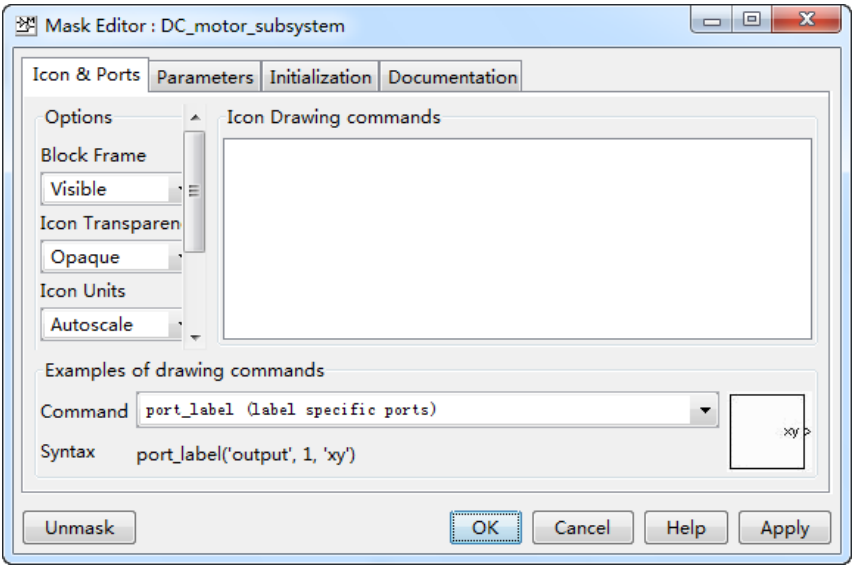 Mask Editor : DC_motor_subsystem
Icon & Ports Parameters Initialization Documentation
Options
Icon Drawing commands
Block Frame
Visible
Icon Transparen
Opaque
Icon Units
Autoscale
Examples of drawing commands
Command port_label (label specific ports)
xy
Syntax port_label('output', 1, 'xy')
Unmask OK Cancel Help Apply